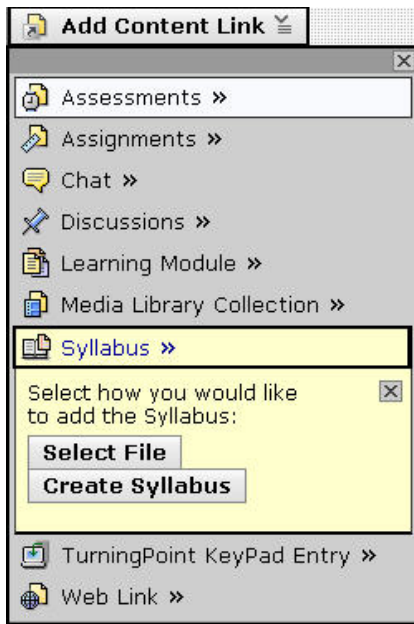 Add Content Link
Assessments »
Assignments »
Chat »
Discussions »
Learning Module »
Media Library Collection »
Syllabus »
Select how you would like
to add the Syllabus:
Select File
Create Syllabus
TurningPoint KeyPad Entry »
Web Link »